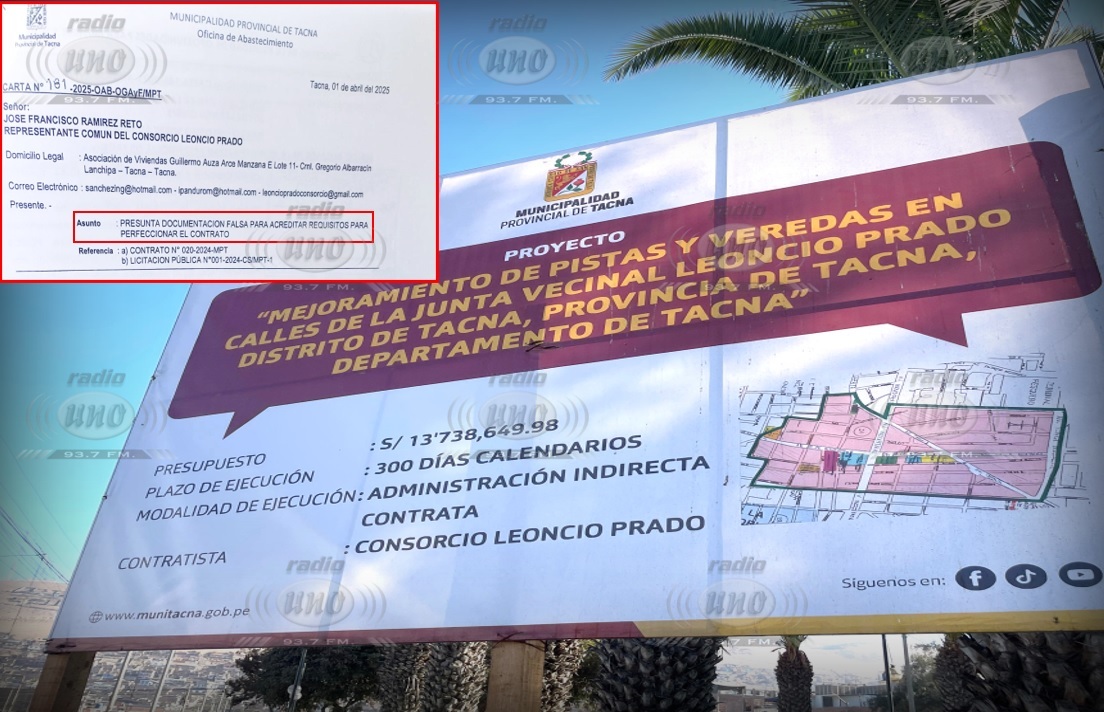 Municipalidad
Provincial de Tacna
MUNICIPALIDAD PROVINCIAL DE TACNA
Oficina de Abastecimiento
CARTA N° 181-2025-OAB-OGAyF/MPT
Tacna, 01 de abril del 2025
Señor:
JOSE FRANCISCO RAMIREZ RETO
REPRESENTANTE COMUN DEL CONSORCIO LEONCIO PRADO
Domicilio Legal : Asociación de Viviendas Guillermo Auza Arce Manzana E Lote 11- Cml. Gregorio Albarracín
Lanchipa – Tacna – Tacna.
Correo Electrónico : sanchezing@hotmail.com - ipandurom@hotmail.com - leonciopradoconsorcio@gmail.com
Presente. -
Asunto : PRESUNTA DOCUMENTACION FALSA PARA ACREDITAR REQUISITOS PARA
PERFECCIONAR EL CONTRATO
Referencia : a) CONTRATO N° 020-2024-MPT
b) LICITACION PÚBLICA N°001-2024-CS/MPT-1
MUNICIPALIDAD
PROVINCIAL DE TACNA
PROYECTO
“MEJORAMIENTO DE PISTAS Y VEREDAS EN
CALLES DE LA JUNTA VECINAL LEONCIO PRADO
DISTRITO DE TACNA, PROVINCIA DE TACNA,
DEPARTAMENTO DE TACNA”
PRESUPUESTO : S/ 13'738,649.98
PLAZO DE EJECUCIÓN : 300 DÍAS CALENDARIOS
MODALIDAD DE EJECUCIÓN : ADMINISTRACIÓN INDIRECTA
CONTRATA
CONTRATISTA : CONSORCIO LEONCIO PRADO
www.munitacna.gob.pe
Síguenos en:
radio
uno
93.7 FM.